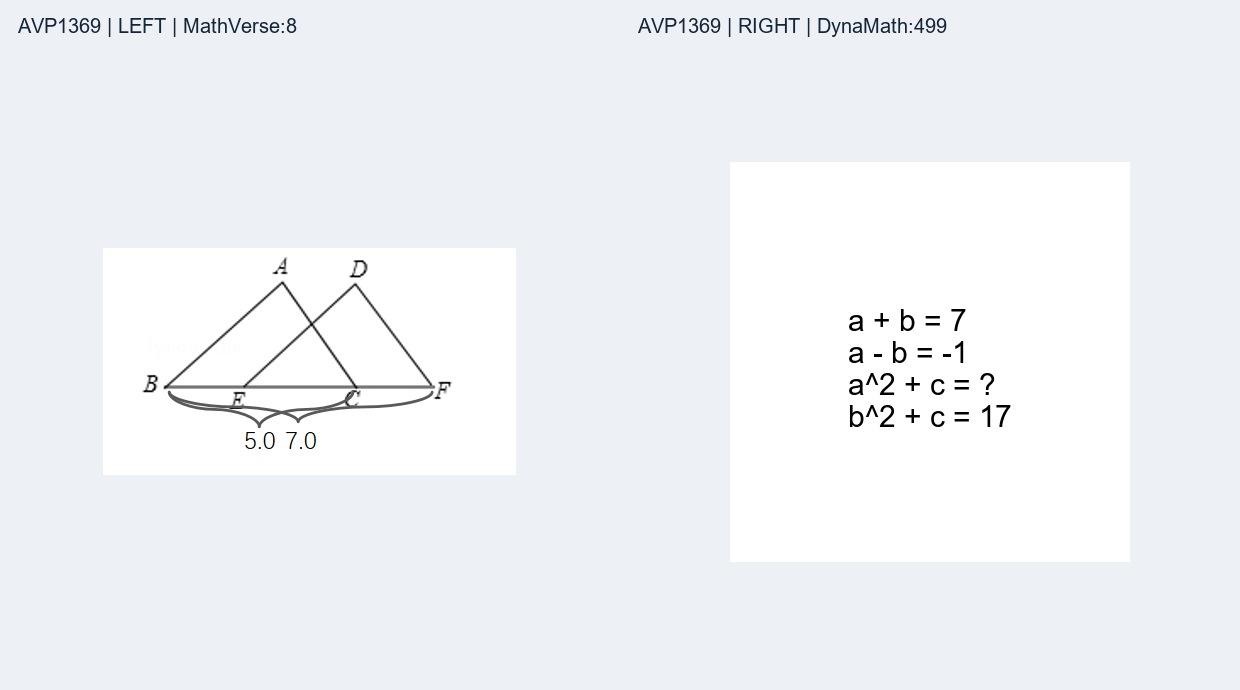 AVP1369 | LEFT | MathVerse:8
AVP1369 | RIGHT | DynaMath:499
A D
B E C F
5.0 7.0
a + b = 7
a - b = -1
a^2 + c = ?
b^2 + c = 17